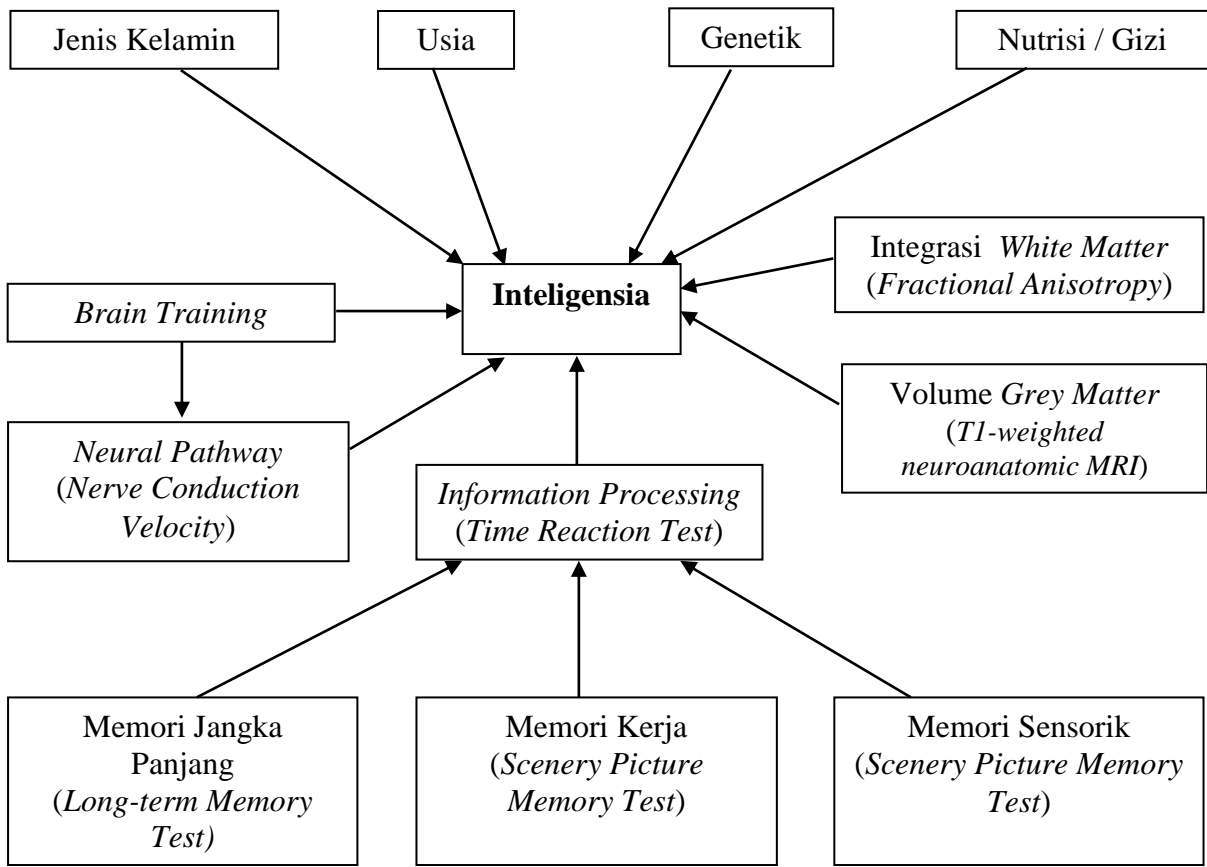 Jenis Kelamin
Usia
Genetik
Nutrisi / Gizi
Integrasi White Matter
(Fractional Anisotropy)
Inteligensia
Brain Training
Volume Grey Matter
(T1-weighted
neuroanatomic MRI)
Neural Pathway
(Nerve Conduction
Velocity)
Information Processing
(Time Reaction Test)
Memori Jangka
Panjang
(Long-term Memory
Test)
Memori Kerja
(Scenery Picture
Memory Test)
Memori Sensorik
(Scenery Picture Memory
Test)